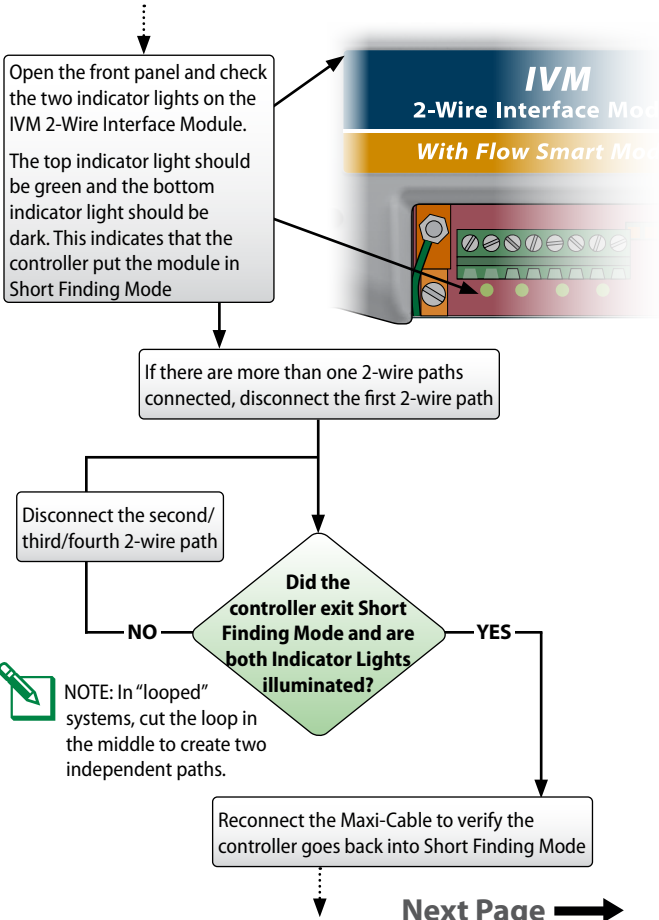 Open the front panel and check
the two indicator lights on the
IVM 2-Wire Interface Module.
The top indicator light should
be green and the bottom
indicator light should be
dark. This indicates that the
controller put the module in
Short Finding Mode
IVM
2-Wire Interface Mod
With Flow Smart Mod
If there are more than one 2-wire paths
connected, disconnect the first 2-wire path
Disconnect the second/
third/fourth 2-wire path
Did the
controller exit Short
Finding Mode and are
both Indicator Lights
illuminated?
NO
YES
NOTE: In “looped”
systems, cut the loop in
the middle to create two
independent paths.
Reconnect the Maxi-Cable to verify the
controller goes back into Short Finding Mode
Next Page